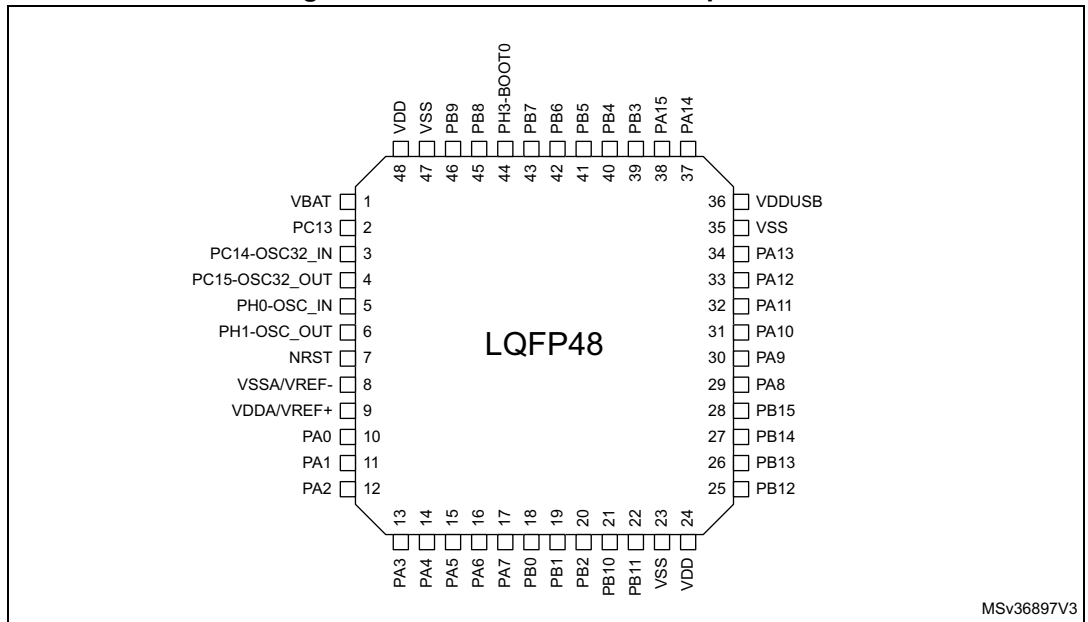 VDD
VSS
PB9
PB8
PH3-BOOT0
PB7
PB6
PB5
PB4
PB3
PA15
PA14
48
47
46
45
44
43
42
41
40
39
38
37
VBAT 1
PC13 2
PC14-OSC32_IN 3
PC15-OSC32_OUT 4
PH0-OSC_IN 5
PH1-OSC_OUT 6
NRST 7
VSSA/VREF- 8
VDDA/VREF+ 9
PA0 10
PA1 11
PA2 12
LQFP48
36 VDDUSB
35 VSS
34 PA13
33 PA12
32 PA11
31 PA10
30 PA9
29 PA8
28 PB15
27 PB14
26 PB13
25 PB12
13
14
15
16
17
18
19
20
21
22
23
24
PA3
PA4
PA5
PA6
PA7
PB0
PB1
PB2
PB10
PB11
VSS
VDD
MSv36897V3